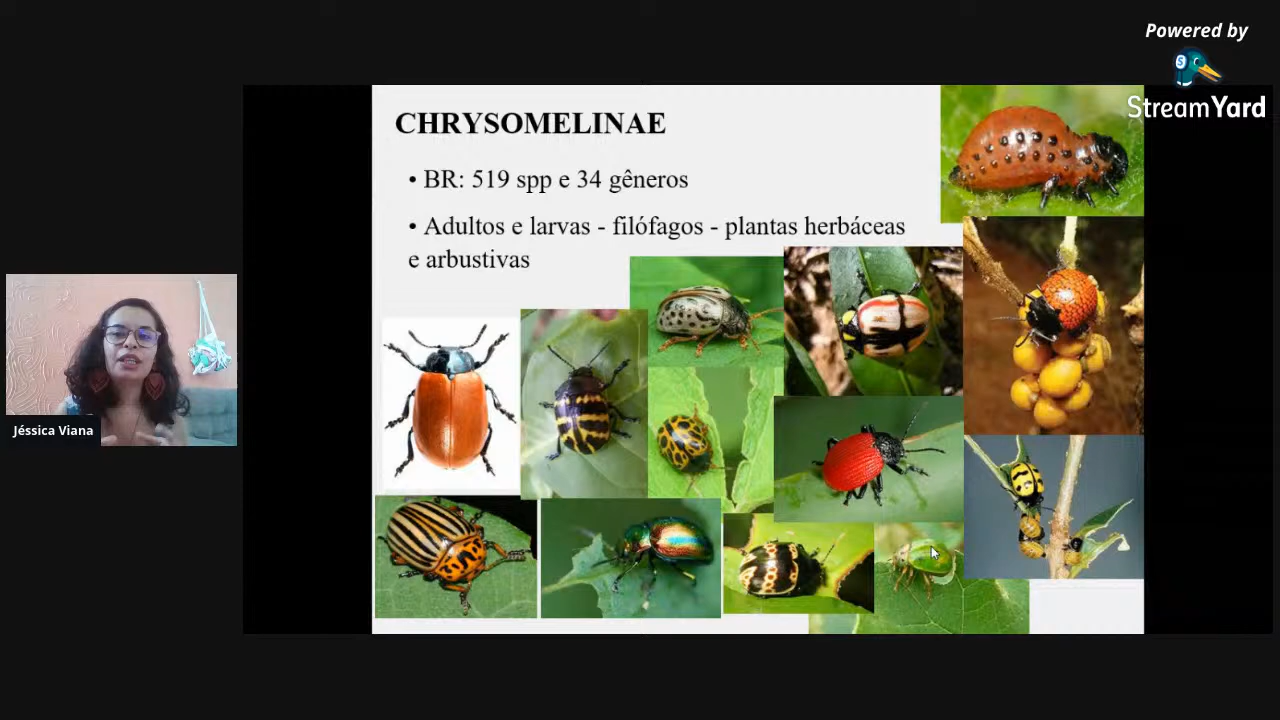 Powered by
StreamYard
CHRYSOMELINAE
• BR: 519 spp e 34 gêneros
• Adultos e larvas - filófagos - plantas herbáceas
e arbustivas
Jéssica Viana